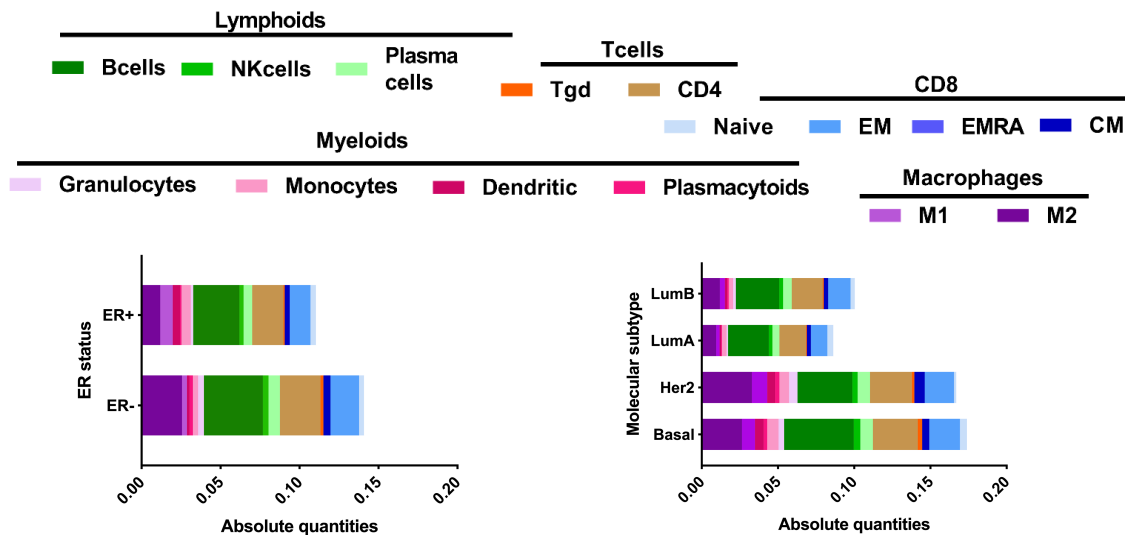 Lymphoids
Bcells NKcells Plasma cells
Tcells
Tgd CD4
CD8
Naive EM EMRA CM
Myeloids
Granulocytes Monocytes Dendritic Plasmacytoids
Macrophages
M1 M2
ER status
ER+
ER-
0.00 0.05 0.10 0.15 0.20
Absolute quantities
Molecular subtype
LumB
LumA
Her2
Basal
0.00 0.05 0.10 0.15 0.20
Absolute quantities